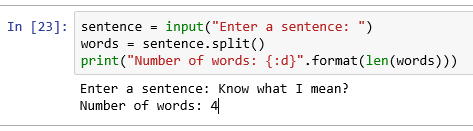 In [23]: sentence = input("Enter a sentence: ")
words = sentence.split()
print("Number of words: {:d}".format(len(words)))
Enter a sentence: Know what I mean?
Number of words: 4